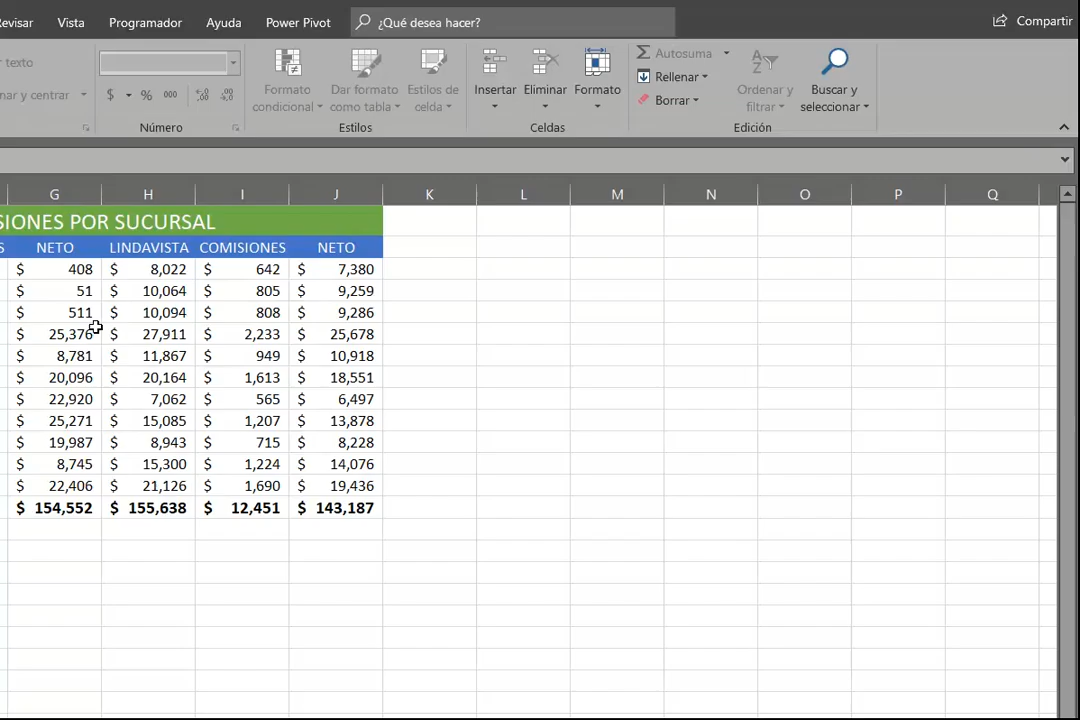 evisar Vista Programador Ayuda Power Pivot ¿Qué desea hacer? Compartir
r texto
nar y centrar
$ % 000
Número
Formato condicional
Dar formato como tabla
Estilos de celda
Estilos
Insertar Eliminar Formato
Celdas
Autosuma
Rellenar
Borrar
Ordenar y filtrar
Buscar y seleccionar
Edición
G H I J K L M N O P Q
SIONES POR SUCURSAL
S NETO LINDAVISTA COMISIONES NETO
$ 408 $ 8,022 $ 642 $ 7,380
$ 51 $ 10,064 $ 805 $ 9,259
$ 511 $ 10,094 $ 808 $ 9,286
$ 25,376 $ 27,911 $ 2,233 $ 25,678
$ 8,781 $ 11,867 $ 949 $ 10,918
$ 20,096 $ 20,164 $ 1,613 $ 18,551
$ 22,920 $ 7,062 $ 565 $ 6,497
$ 25,271 $ 15,085 $ 1,207 $ 13,878
$ 19,987 $ 8,943 $ 715 $ 8,228
$ 8,745 $ 15,300 $ 1,224 $ 14,076
$ 22,406 $ 21,126 $ 1,690 $ 19,436
$ 154,552 $ 155,638 $ 12,451 $ 143,187